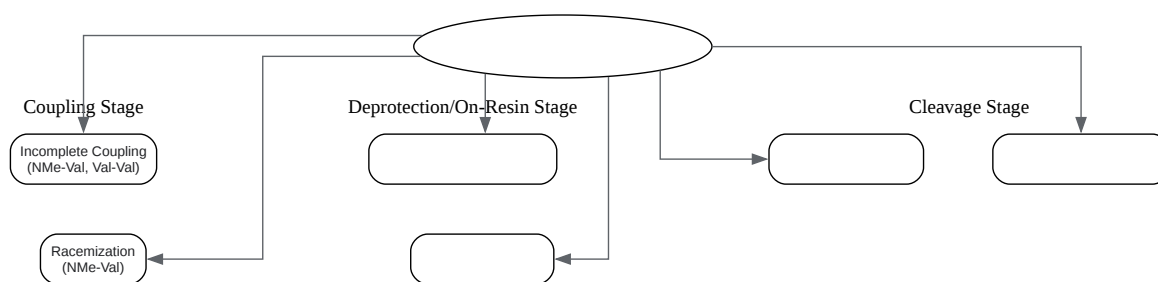 Coupling Stage
Deprotection/On-Resin Stage
Cleavage Stage
Incomplete Coupling
(NMe-Val, Val-Val)
Racemization
(NMe-Val)